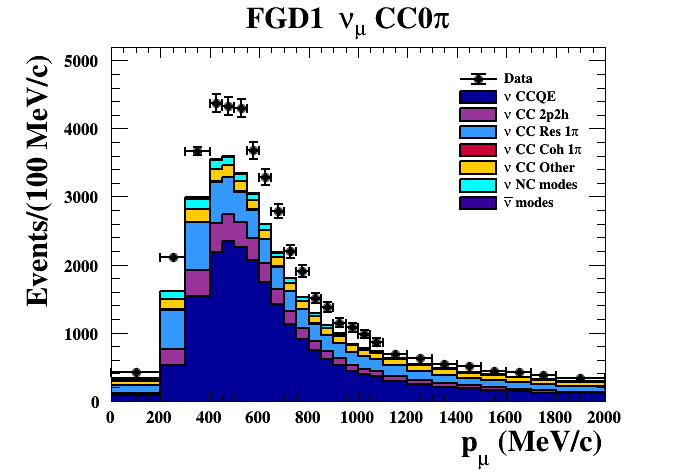 FGD1 ν_μ CC0π
Events/(100 MeV/c)
5000
4000
3000
2000
1000
0
Data
ν CCQE
ν CC 2p2h
ν CC Res 1π
ν CC Coh 1π
ν CC Other
ν NC modes
ν̅ modes
0 200 400 600 800 1000 1200 1400 1600 1800 2000
p_μ (MeV/c)